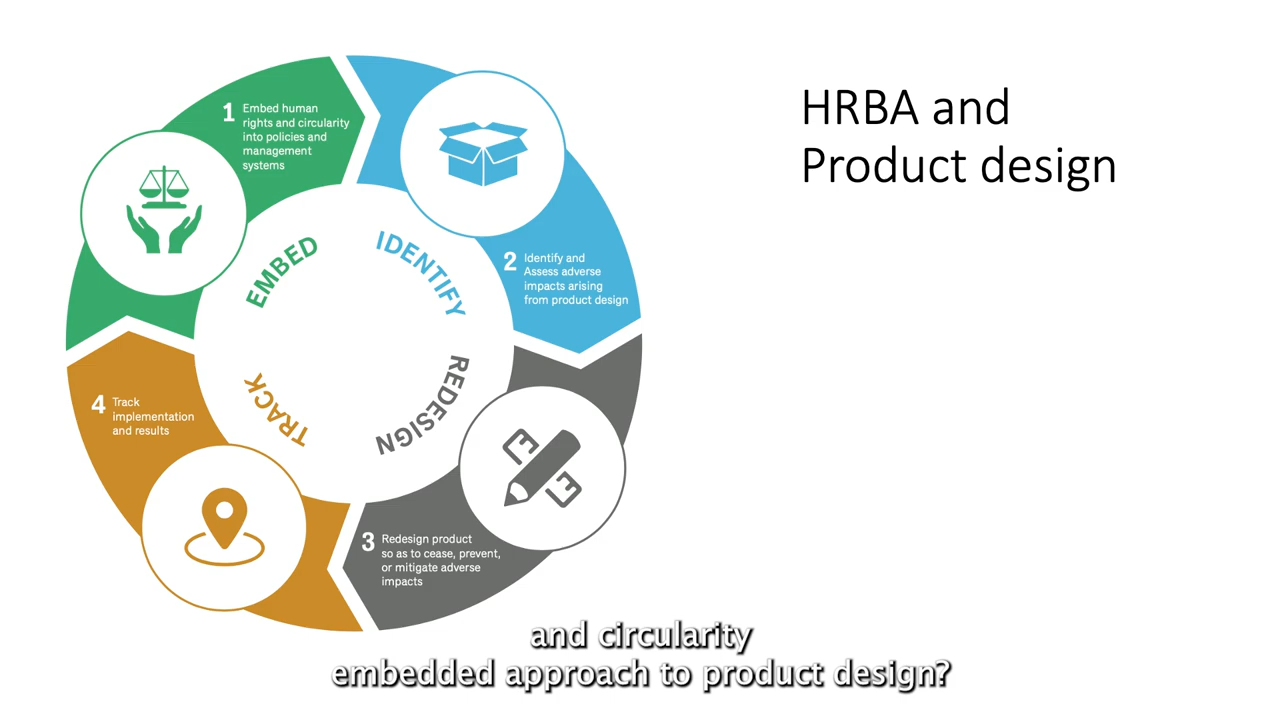 HRBA and
Product design
1 Embed human
rights and circularity
into policies and
management
systems
2 Identify and
Assess adverse
impacts arising
from product design
3 Redesign product
so as to cease, prevent,
or mitigate adverse
impacts
4 Track
implementation
and results
EMBED
IDENTIFY
REDESIGN
TRACK
and circularity
embedded approach to product design?